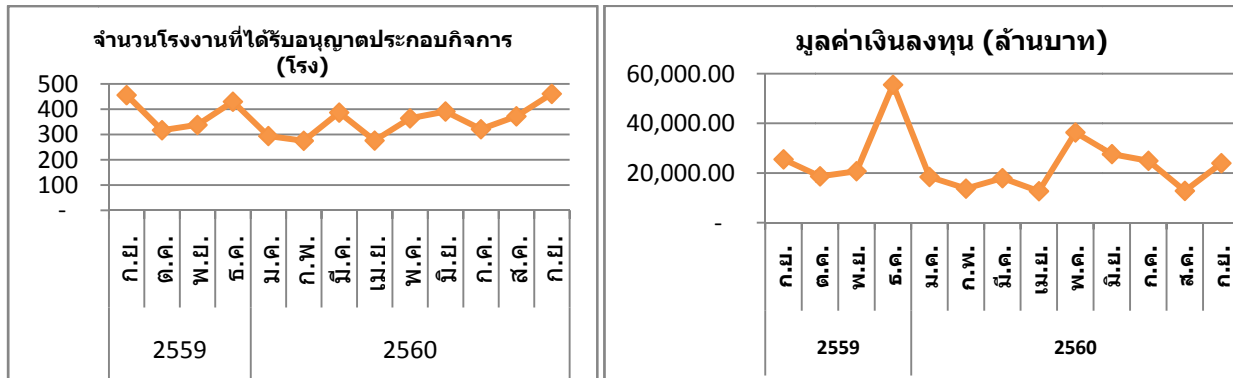 จำนวนโรงงานที่ได้รับอนุญาตประกอบกิจการ
(โรง)
500
400
300
200
100
-
ก.ย. ต.ค. พ.ย. ธ.ค. ม.ค. ก.พ. มี.ค. เม.ย. พ.ค. มิ.ย. ก.ค. ส.ค. ก.ย.
2559 2560
มูลค่าเงินลงทุน (ล้านบาท)
60,000.00
40,000.00
20,000.00
-
ก.ย. ต.ค. พ.ย. ธ.ค. ม.ค. ก.พ. มี.ค. เม.ย. พ.ค. มิ.ย. ก.ค. ส.ค. ก.ย.
2559 2560